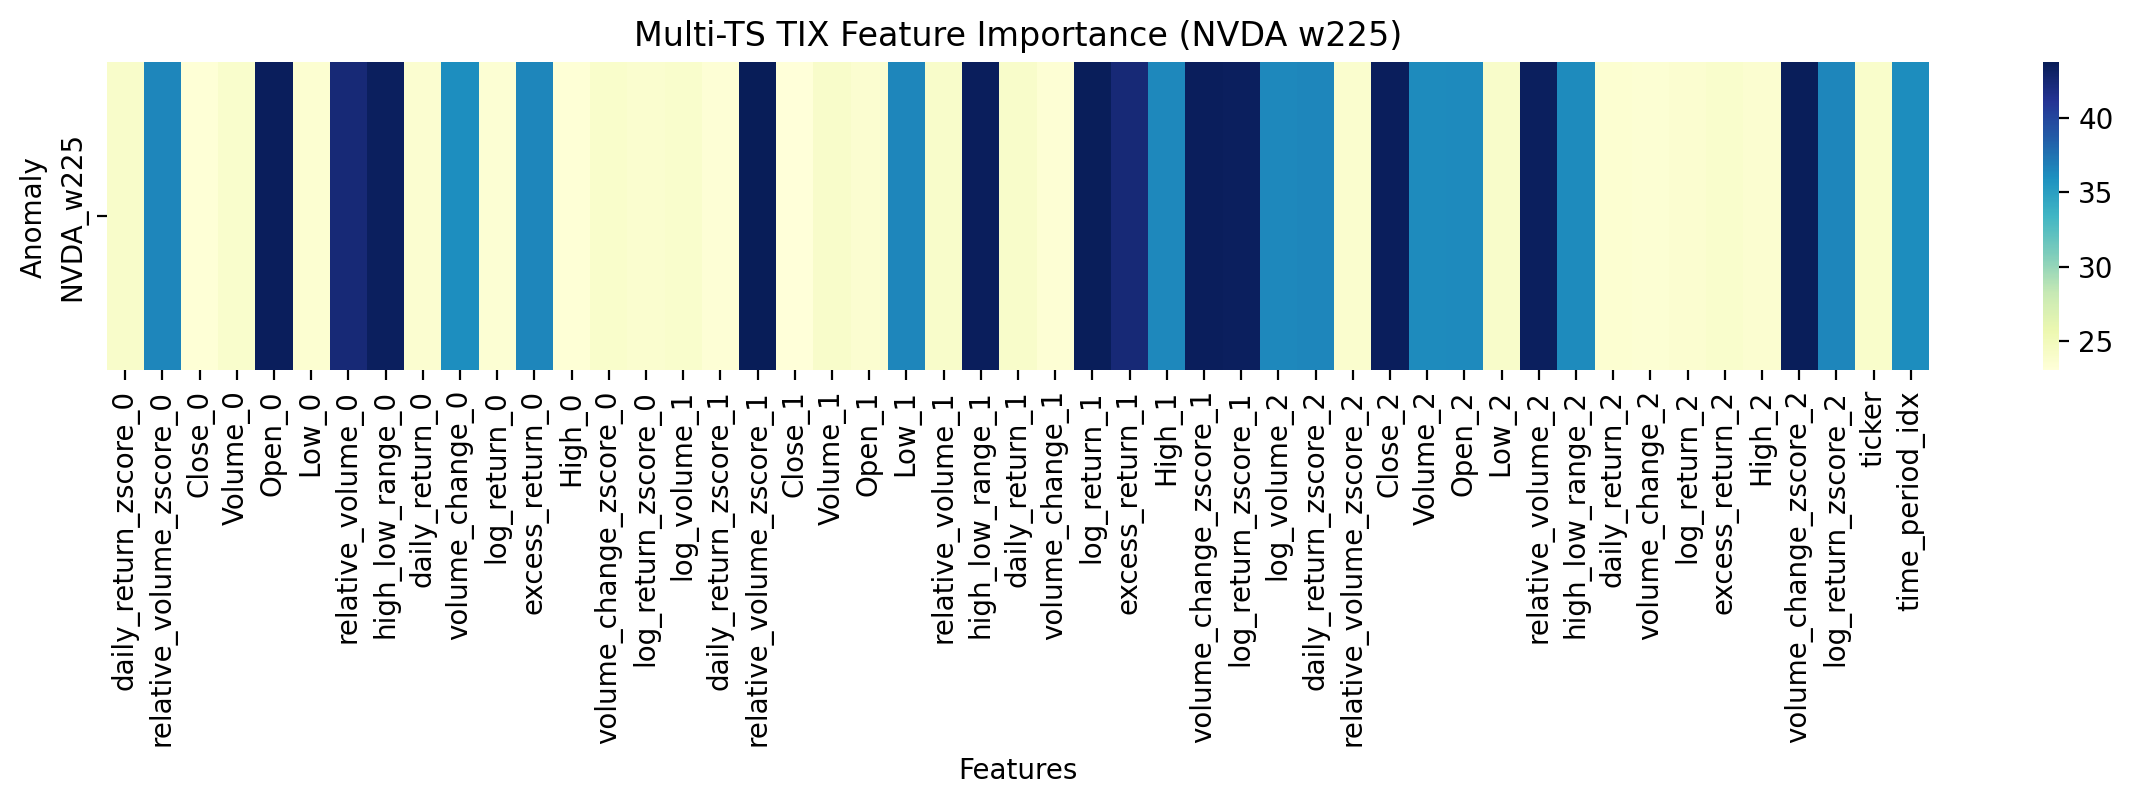 Multi-TS TIX Feature Importance (NVDA w225)
Anomaly
NVDA_w225
40
35
30
25
daily_return_zscore_0
relative_volume_zscore_0
Close_0
Volume_0
Open_0
Low_0
relative_volume_0
high_low_range_0
daily_return_0
volume_change_0
log_return_0
excess_return_0
High_0
volume_change_zscore_0
log_return_zscore_0
log_volume_1
daily_return_zscore_1
relative_volume_zscore_1
Close_1
Volume_1
Open_1
Low_1
relative_volume_1
high_low_range_1
daily_return_1
volume_change_1
log_return_1
excess_return_1
High_1
volume_change_zscore_1
log_return_zscore_1
log_volume_2
daily_return_zscore_2
relative_volume_zscore_2
Close_2
Volume_2
Open_2
Low_2
relative_volume_2
high_low_range_2
daily_return_2
volume_change_2
log_return_2
excess_return_2
High_2
volume_change_zscore_2
log_return_zscore_2
ticker
time_period_idx
Features